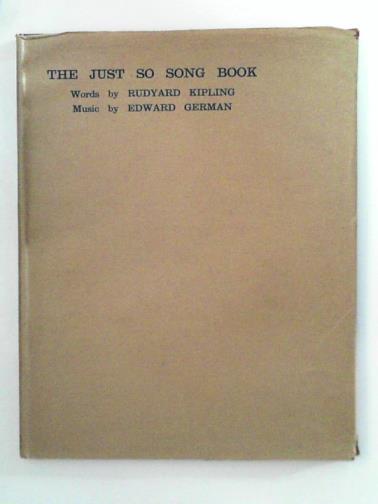 THE JUST SO SONG BOOK
Words by RUDYARD KIPLING
Music by EDWARD GERMAN